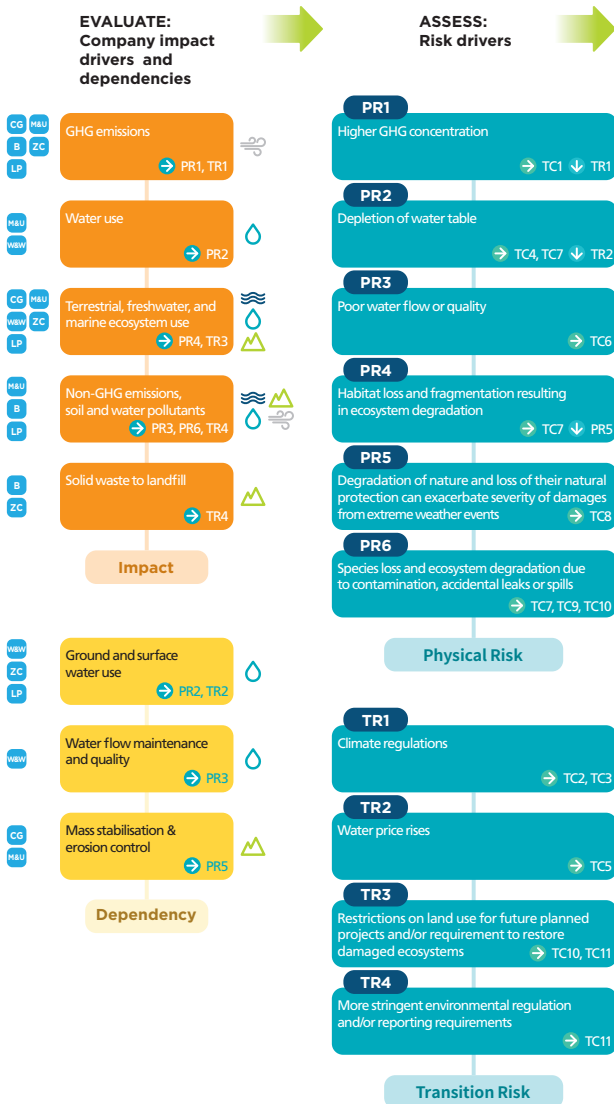 EVALUATE:
Company impact
drivers and
dependencies
CG M&U
B ZC
LP
GHG emissions
PR1, TR1
M&U
W&W
Water use
PR2
CG M&U
W&W ZC
LP
Terrestrial, freshwater, and
marine ecosystem use
PR4, TR3
M&U
B
LP
Non-GHG emissions,
soil and water pollutants
PR3, PR6, TR4
B
ZC
Solid waste to landfill
TR4
Impact
W&W
ZC
LP
Ground and surface
water use
PR2, TR2
W&W
Water flow maintenance
and quality
PR3
CG
M&U
Mass stabilisation &
erosion control
PR5
Dependency
ASSESS:
Risk drivers
PR1
Higher GHG concentration
TC1 TR1
PR2
Depletion of water table
TC4, TC7 TR2
PR3
Poor water flow or quality
TC6
PR4
Habitat loss and fragmentation resulting
in ecosystem degradation
TC7 PR5
PR5
Degradation of nature and loss of their natural
protection can exacerbate severity of damages
from extreme weather events TC8
PR6
Species loss and ecosystem degradation due
to contamination, accidental leaks or spills
TC7, TC9, TC10
Physical Risk
TR1
Climate regulations
TC2, TC3
TR2
Water price rises
TC5
TR3
Restrictions on land use for future planned
projects and/or requirement to restore
damaged ecosystems TC10, TC11
TR4
More stringent environmental regulation
and/or reporting requirements
TC11
Transition Risk